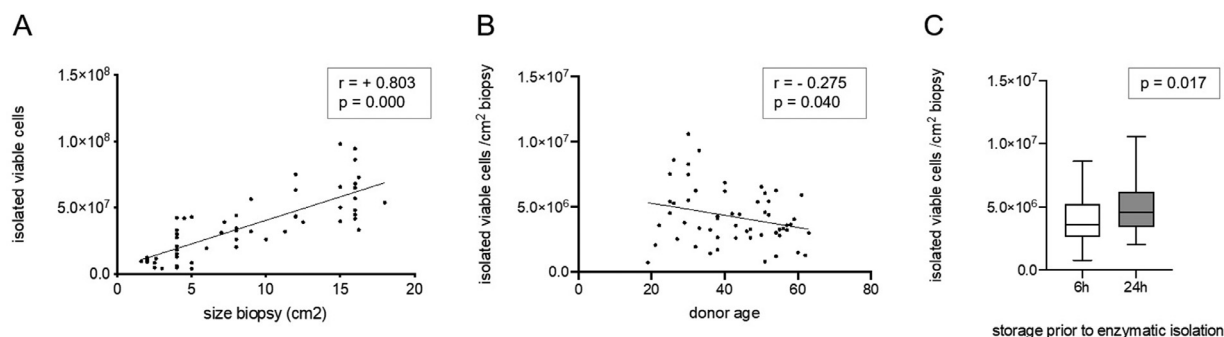 A
isolated viable cells
1.5×10⁸
1.0×10⁸
5.0×10⁷
0.0
r = + 0.803
p = 0.000
0 5 10 15 20
size biopsy (cm2)
B
isolated viable cells /cm² biopsy
1.5×10⁷
1.0×10⁷
5.0×10⁶
0.0
r = - 0.275
p = 0.040
0 20 40 60 80
donor age
C
isolated viable cells /cm² biopsy
1.5×10⁷
1.0×10⁷
5.0×10⁶
0.0
p = 0.017
6h 24h
storage prior to enzymatic isolation